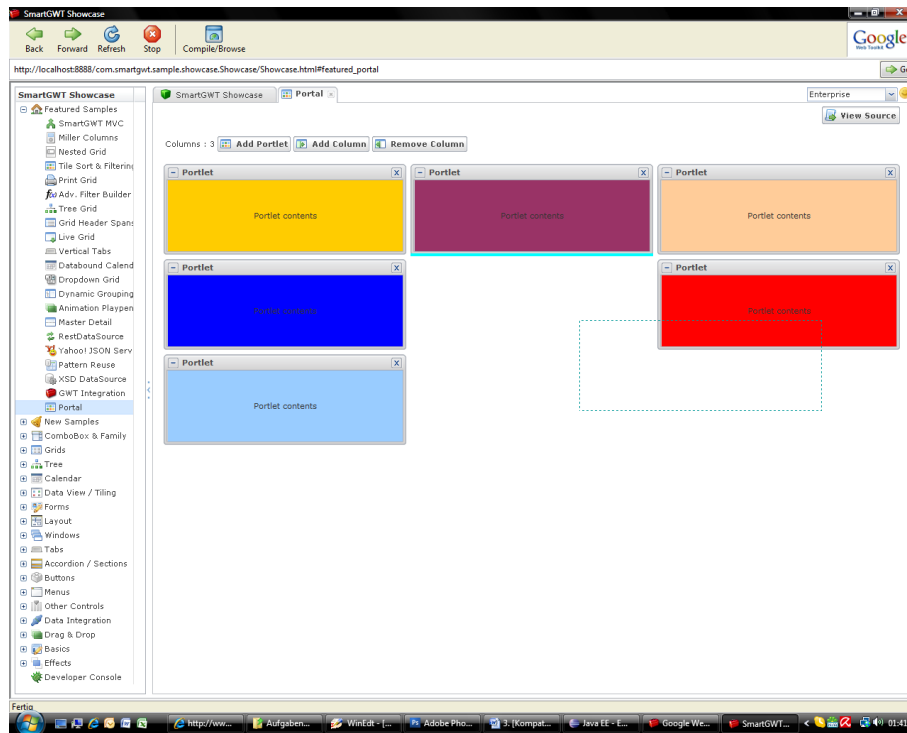 SmartGWT Showcase
Back Forward Refresh Stop Compile/Browse
Google
Web Toolkit
http://localhost:8888/com.smartgwt.sample.showcase.Showcase/Showcase.html#featured_portal
SmartGWT Showcase
SmartGWT Showcase Portal
Enterprise
View Source
Featured Samples
SmartGWT MVC
Miller Columns
Nested Grid
Tile Sort & Filtering
Print Grid
Adv. Filter Builder
Tree Grid
Grid Header Spans
Live Grid
Vertical Tabs
Databound Calend
Dropdown Grid
Dynamic Grouping
Animation Playpen
Master Detail
RestDataSource
Yahoo! JSON Serv
Pattern Reuse
XSD DataSource
GWT Integration
Portal
New Samples
ComboBox & Family
Grids
Tree
Calendar
Data View / Tiling
Forms
Layout
Windows
Tabs
Accordion / Sections
Buttons
Menus
Other Controls
Data Integration
Drag & Drop
Basics
Effects
Developer Console
Columns : 3 Add Portlet Add Column Remove Column
Portlet Portlet Portlet
Portlet contents Portlet contents Portlet contents
Portlet Portlet
Portlet contents Portlet contents
Portlet
Portlet contents
Fertig
http://ww... Aufgaben... WinEdt - [... Adobe Pho... 3. [Kompat... Java EE - E... Google We... SmartGWT... 01:41